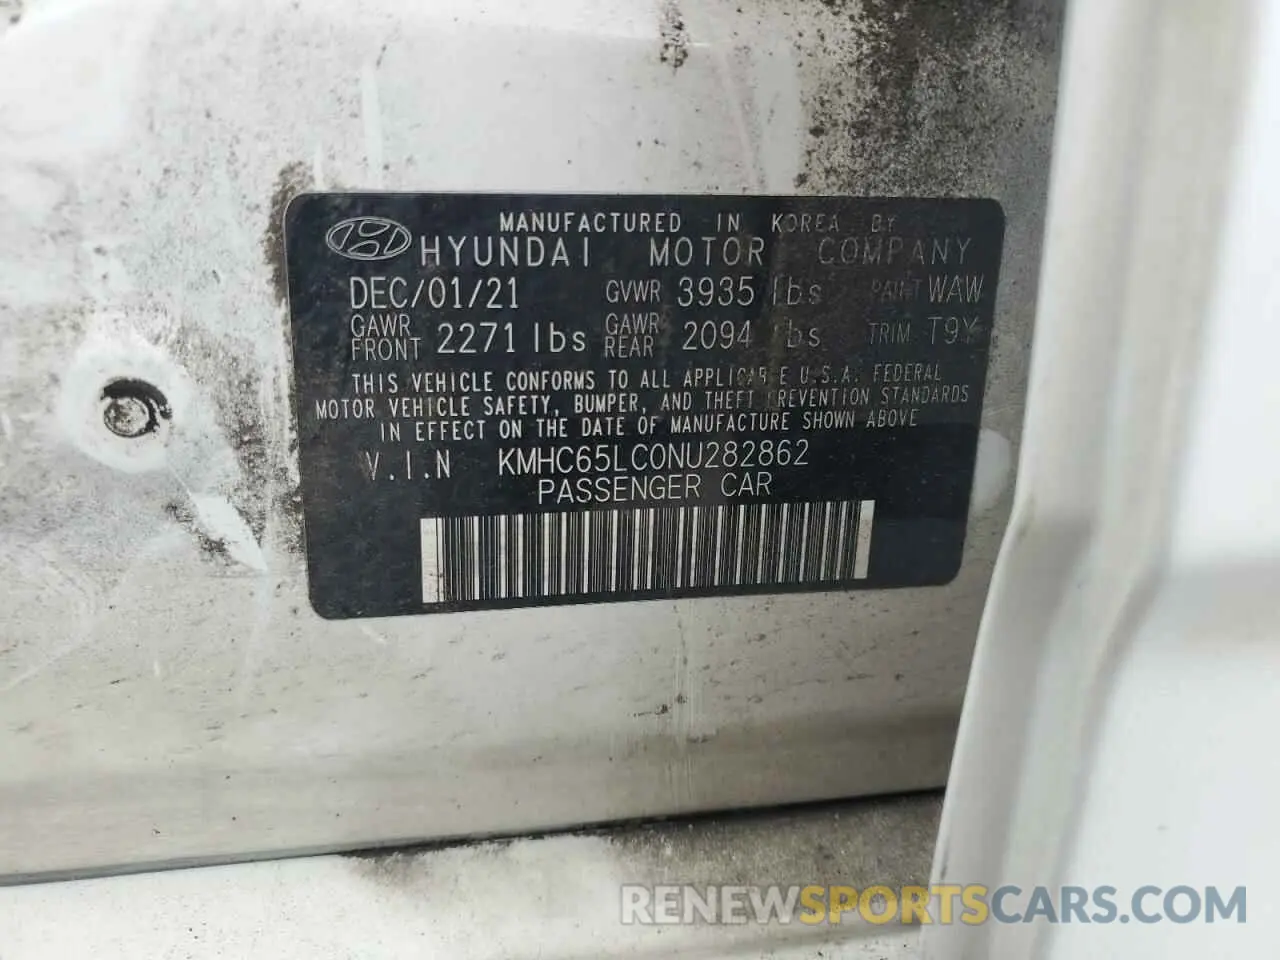 MANUFACTURED IN KOREA BY
HYUNDAI MOTOR COMPANY
DEC/01/21 GVWR 3935 lbs PAINT WAW
GAWR FRONT 2271 lbs GAWR REAR 2094 lbs TRIM T9Y
THIS VEHICLE CONFORMS TO ALL APPLICABLE U.S.A. FEDERAL
MOTOR VEHICLE SAFETY, BUMPER, AND THEFT PREVENTION STANDARDS
IN EFFECT ON THE DATE OF MANUFACTURE SHOWN ABOVE
V.I.N KMHC65LC0NU282862
PASSENGER CAR
RENEWSPORTSCARS.COM